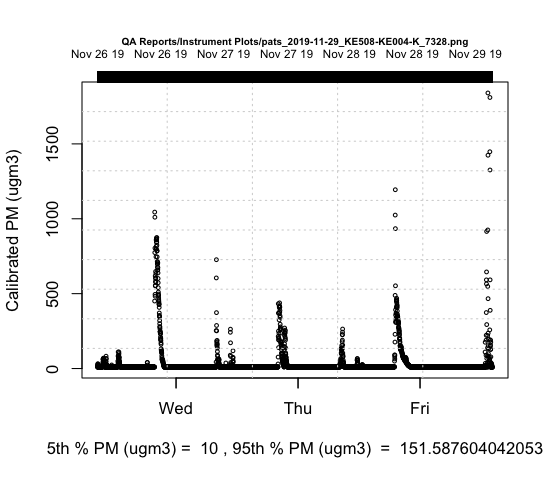 QA Reports/Instrument Plots/pats_2019-11-29_KE508-KE004-K_7328.png
Nov 26 19 Nov 26 19 Nov 27 19 Nov 27 19 Nov 28 19 Nov 28 19 Nov 29 19
Calibrated PM (ugm3)
1500
1000
500
0
Wed Thu Fri
5th % PM (ugm3) = 10 , 95th % PM (ugm3) = 151.587604042053